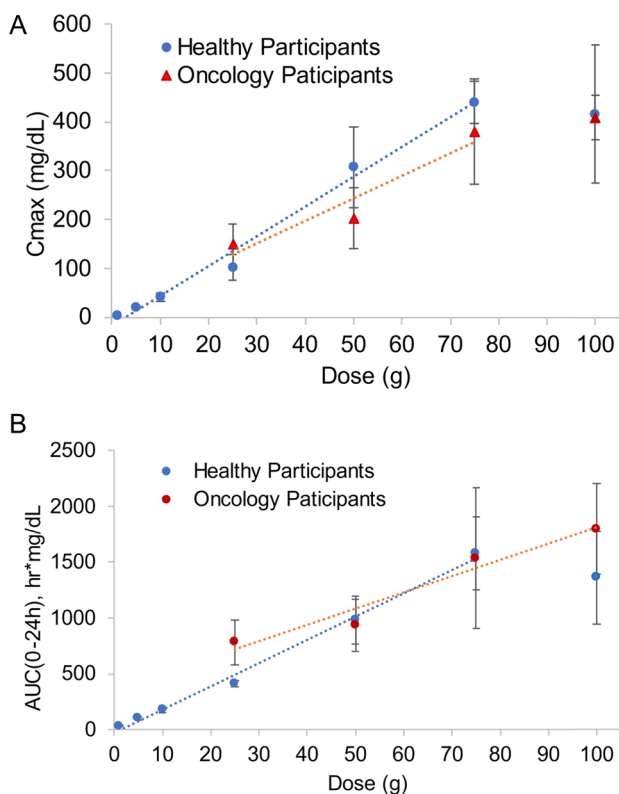 A
Healthy Participants
Oncology Paticipants
Cmax (mg/dL)
600
500
400
300
200
100
0
0 10 20 30 40 50 60 70 80 90 100
Dose (g)
B
Healthy Participants
Oncology Paticipants
AUC(0-24h), hr*mg/dL
2500
2000
1500
1000
500
0
0 10 20 30 40 50 60 70 80 90 100
Dose (g)